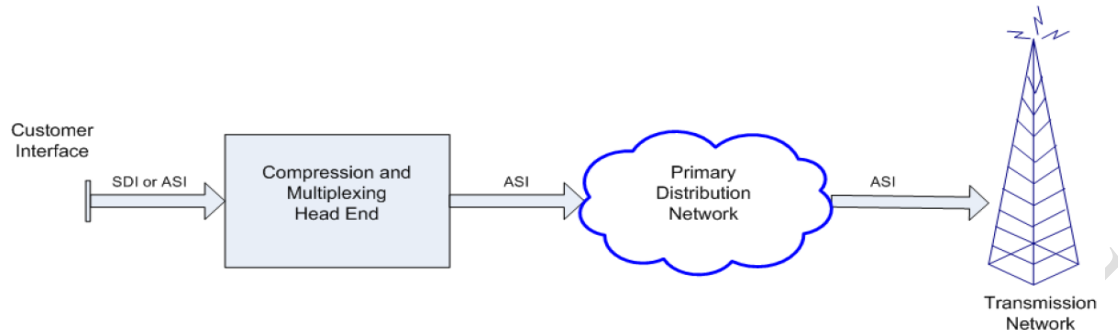 Customer
Interface
SDI or ASI
Compression and
Multiplexing
Head End
ASI
Primary
Distribution
Network
ASI
Transmission
Network